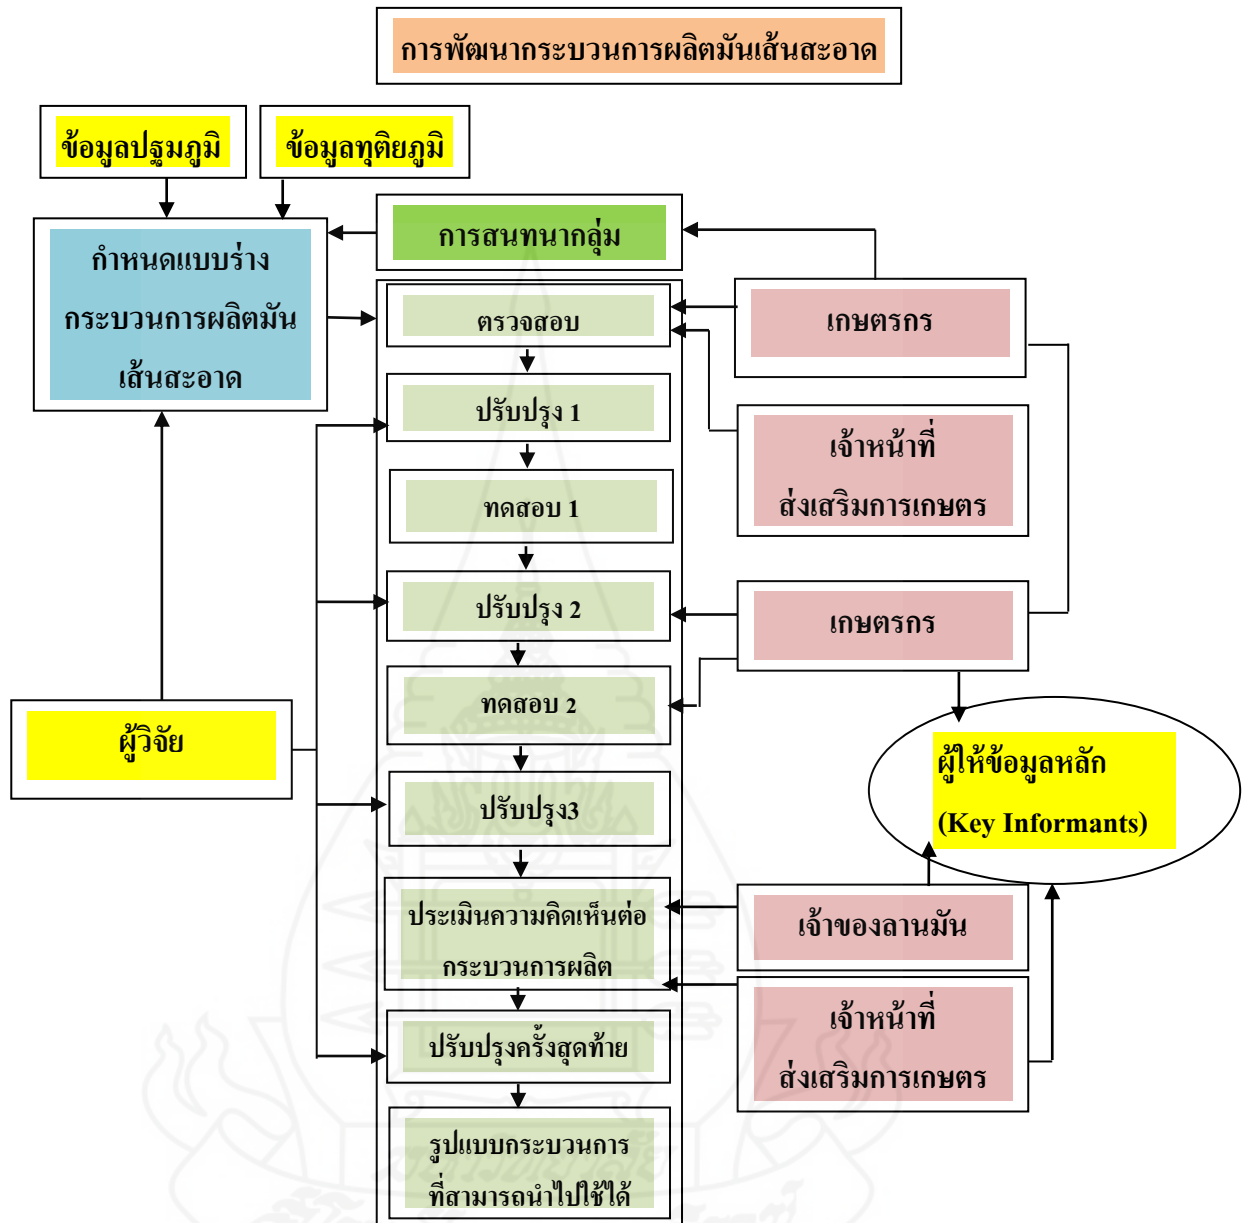 การพัฒนากระบวนการผลิตมันเส้นสะอาด
ข้อมูลปฐมภูมิ
ข้อมูลทุติยภูมิ
การสนทนากลุ่ม
กำหนดแบบร่าง
กระบวนการผลิตมัน
เส้นสะอาด
ตรวจสอบ
เกษตรกร
ปรับปรุง 1
เจ้าหน้าที่
ส่งเสริมการเกษตร
ทดสอบ 1
ปรับปรุง 2
เกษตรกร
ทดสอบ 2
ผู้วิจัย
ผู้ให้ข้อมูลหลัก
(Key Informants)
ปรับปรุง3
ประเมินความคิดเห็นต่อ
กระบวนการผลิต
เจ้าของลานมัน
เจ้าหน้าที่
ส่งเสริมการเกษตร
ปรับปรุงครั้งสุดท้าย
รูปแบบกระบวนการ
ที่สามารถนำไปใช้ได้